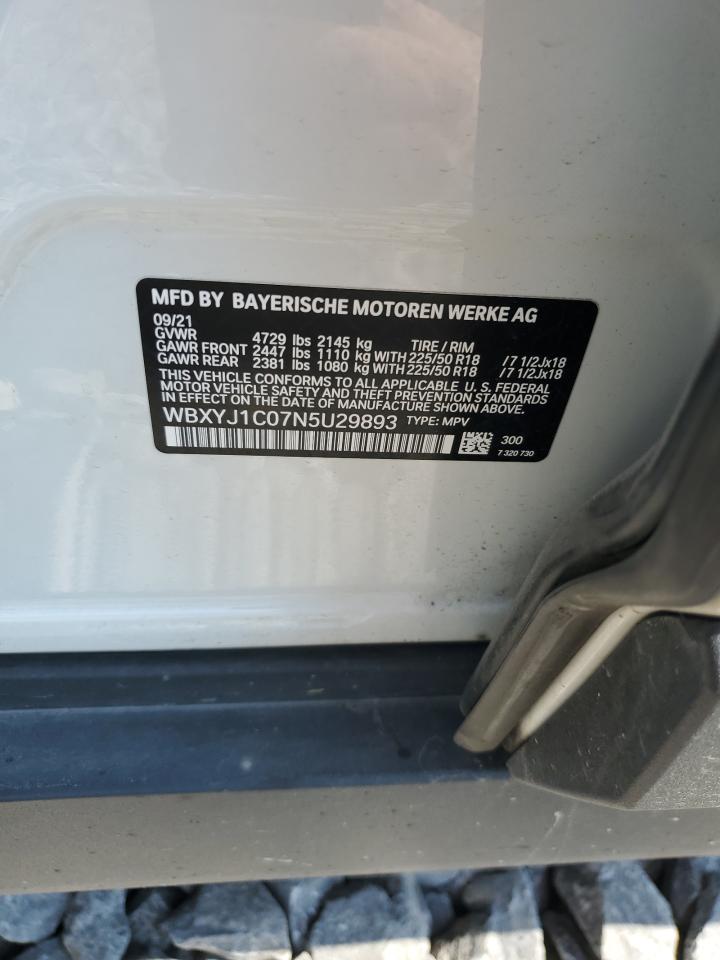 MFD BY BAYERISCHE MOTOREN WERKE AG
09/21
GVWR 4729 lbs 2145 kg TIRE / RIM
GAWR FRONT 2447 lbs 1110 kg WITH 225/50 R18 /7 1/2Jx18
GAWR REAR 2381 lbs 1080 kg WITH 225/50 R18 /7 1/2Jx18
THIS VEHICLE CONFORMS TO ALL APPLICABLE U. S. FEDERAL
MOTOR VEHICLE SAFETY AND THEFT PREVENTION STANDARDS
IN EFFECT ON THE DATE OF MANUFACTURE SHOWN ABOVE.
WBXYJ1C07N5U29893 TYPE: MPV
300
7 320 730